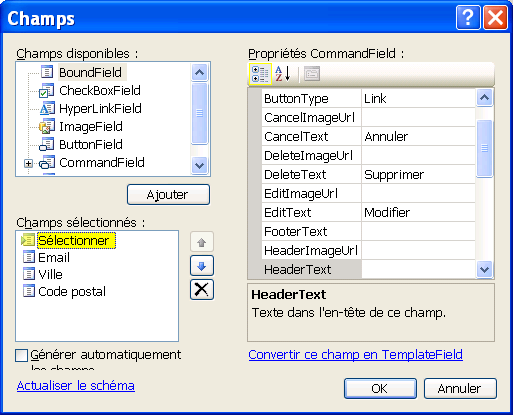 Champs
Champs disponibles :
BoundField
CheckBoxField
HyperLinkField
ImageField
ButtonField
CommandField
Ajouter
Champs sélectionnés :
Sélectionner
Email
Ville
Code postal
Générer automatiquement
Actualiser le schéma
Propriétés CommandField :
ButtonType Link
CancelImageUrl
CancelText Annuler
DeleteImageUrl
DeleteText Supprimer
EditImageUrl
EditText Modifier
FooterText
HeaderImageUrl
HeaderText
HeaderText
Texte dans l'en-tête de ce champ.
Convertir ce champ en TemplateField
OK Annuler